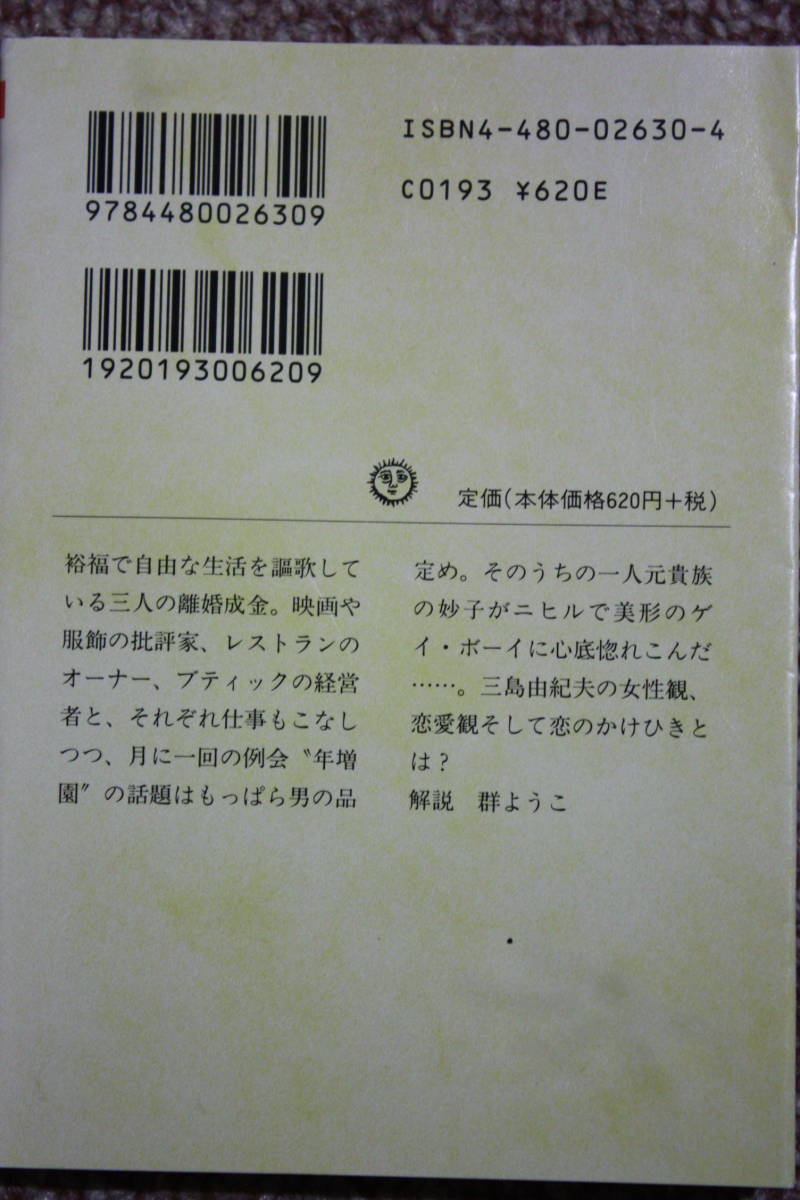 ISBN4-480-02630-4
C0193 ¥620E
9784480026309
1920193006209
定価(本体価格620円+税)
裕福で自由な生活を謳歌して
いる三人の離婚成金。映画や
服飾の批評家、レストランの
オーナー、ブティックの経営
者と、それぞれ仕事もこなし
つつ、月に一回の例会〝年増
園〟の話題はもっぱら男の品
定め。そのうちの一人元貴族
の妙子がニヒルで美形のゲ
イ・ボーイに心底惚れこんだ
……。三島由紀夫の女性観、
恋愛観そして恋のかけひきと
は?
解説 群ようこ